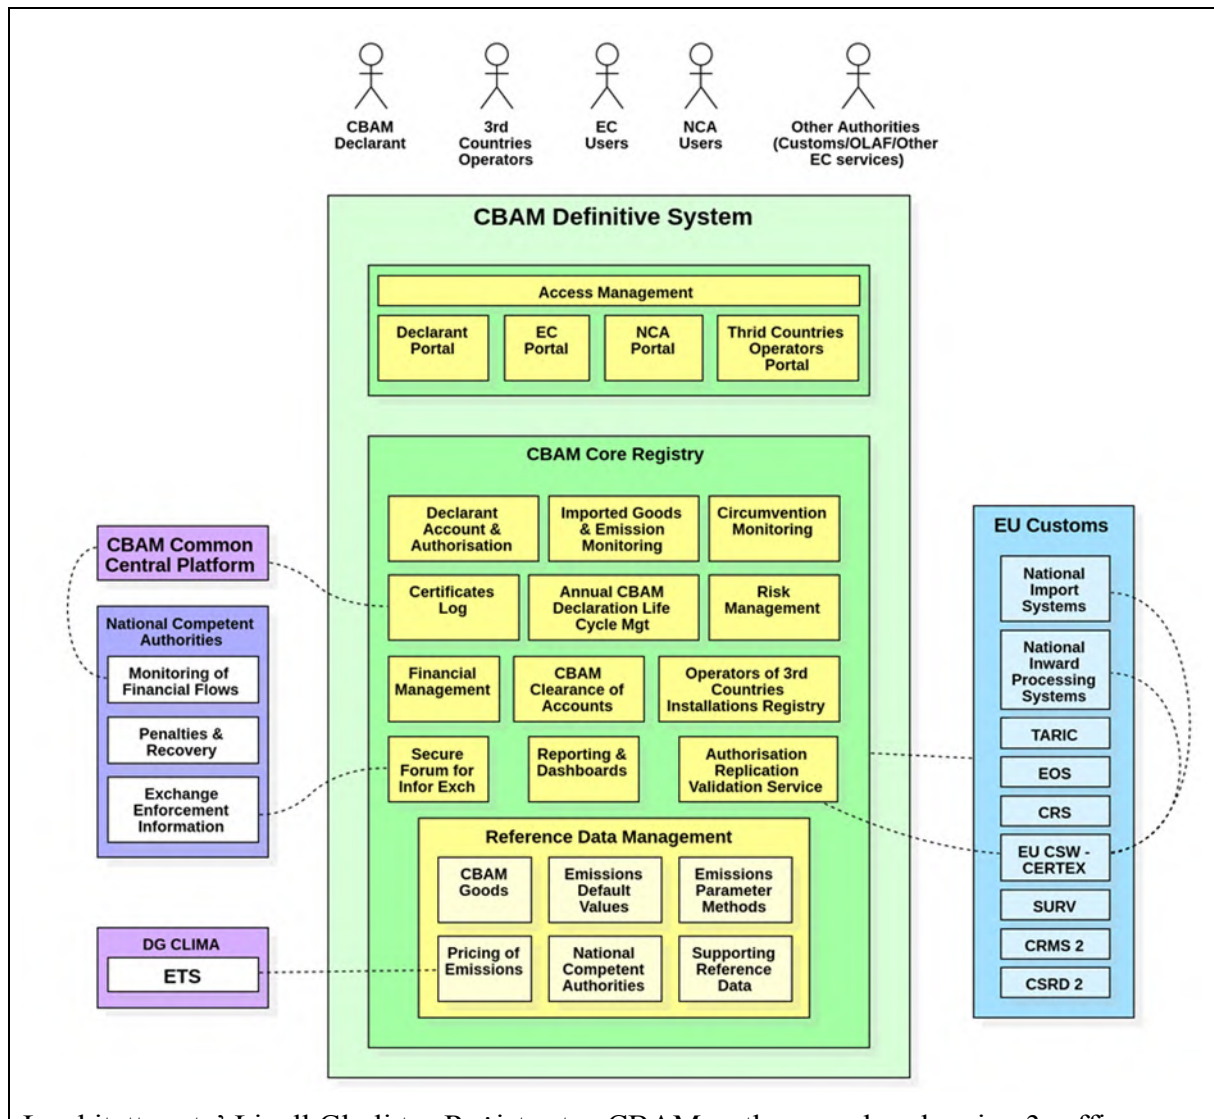 CBAM
Declarant
3rd
Countries
Operators
EC
Users
NCA
Users
Other Authorities
(Customs/OLAF/Other
EC services)
CBAM Definitive System
Access Management
Declarant
Portal
EC
Portal
NCA
Portal
Thrid Countries
Operators
Portal
CBAM Core Registry
Declarant
Account &
Authorisation
Imported Goods
& Emission
Monitoring
Circumvention
Monitoring
Certificates
Log
Annual CBAM
Declaration Life
Cycle Mgt
Risk
Management
Financial
Management
CBAM
Clearance of
Accounts
Operators of 3rd
Countries
Installations Registry
Secure
Forum for
Infor Exch
Reporting &
Dashboards
Authorisation
Replication
Validation Service
Reference Data Management
CBAM
Goods
Emissions
Default
Values
Emissions
Parameter
Methods
Pricing of
Emissions
National
Competent
Authorities
Supporting
Reference
Data
CBAM Common
Central Platform
National Competent
Authorities
Monitoring of
Financial Flows
Penalties &
Recovery
Exchange
Enforcement
Information
DG CLIMA
ETS
EU Customs
National
Import
Systems
National
Inward
Processing
Systems
TARIC
EOS
CRS
EU CSW -
CERTEX
SURV
CRMS 2
CSRD 2